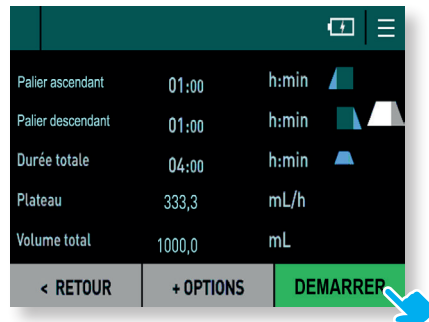 Palier ascendant 01:00 h:min
Palier descendant 01:00 h:min
Durée totale 04:00 h:min
Plateau 333,3 mL/h
Volume total 1000,0 mL
< RETOUR + OPTIONS DEMARRER